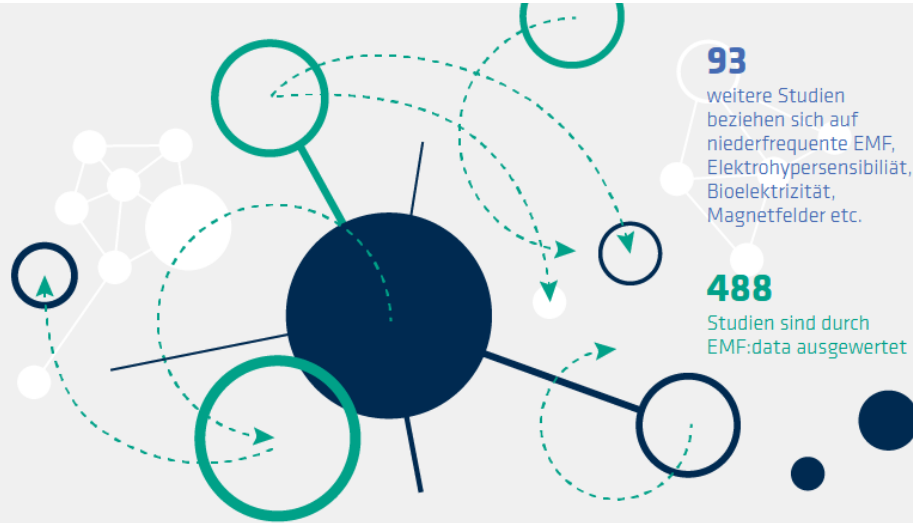 93
weitere Studien
beziehen sich auf
niederfrequente EMF,
Elektrohypersensibiliät,
Bioelektrizität,
Magnetfelder etc.
488
Studien sind durch
EMF:data ausgewertet